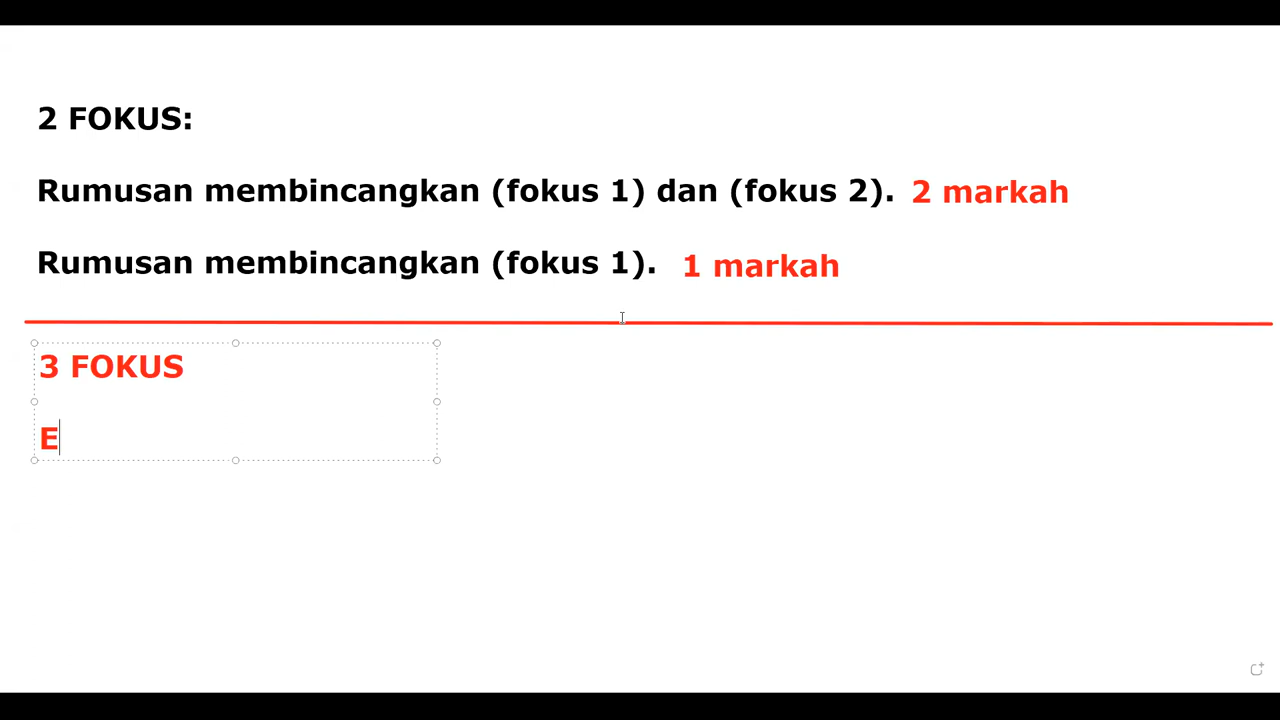 2 FOKUS:
Rumusan membincangkan (fokus 1) dan (fokus 2). 2 markah
Rumusan membincangkan (fokus 1). 1 markah
3 FOKUS
E